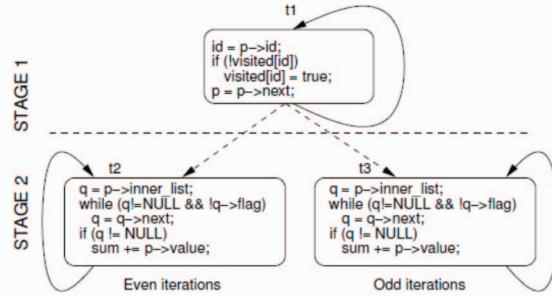 t1
id = p->id;
if (!visited[id])
visited[id] = true;
p = p->next;
STAGE 1
STAGE 2
t2
q = p->inner_list;
while (q!=NULL && !q->flag)
q = q->next;
if (q != NULL)
sum += p->value;
Even iterations
t3
q = p->inner_list;
while (q!=NULL && !q->flag)
q = q->next;
if (q != NULL)
sum += p->value;
Odd iterations